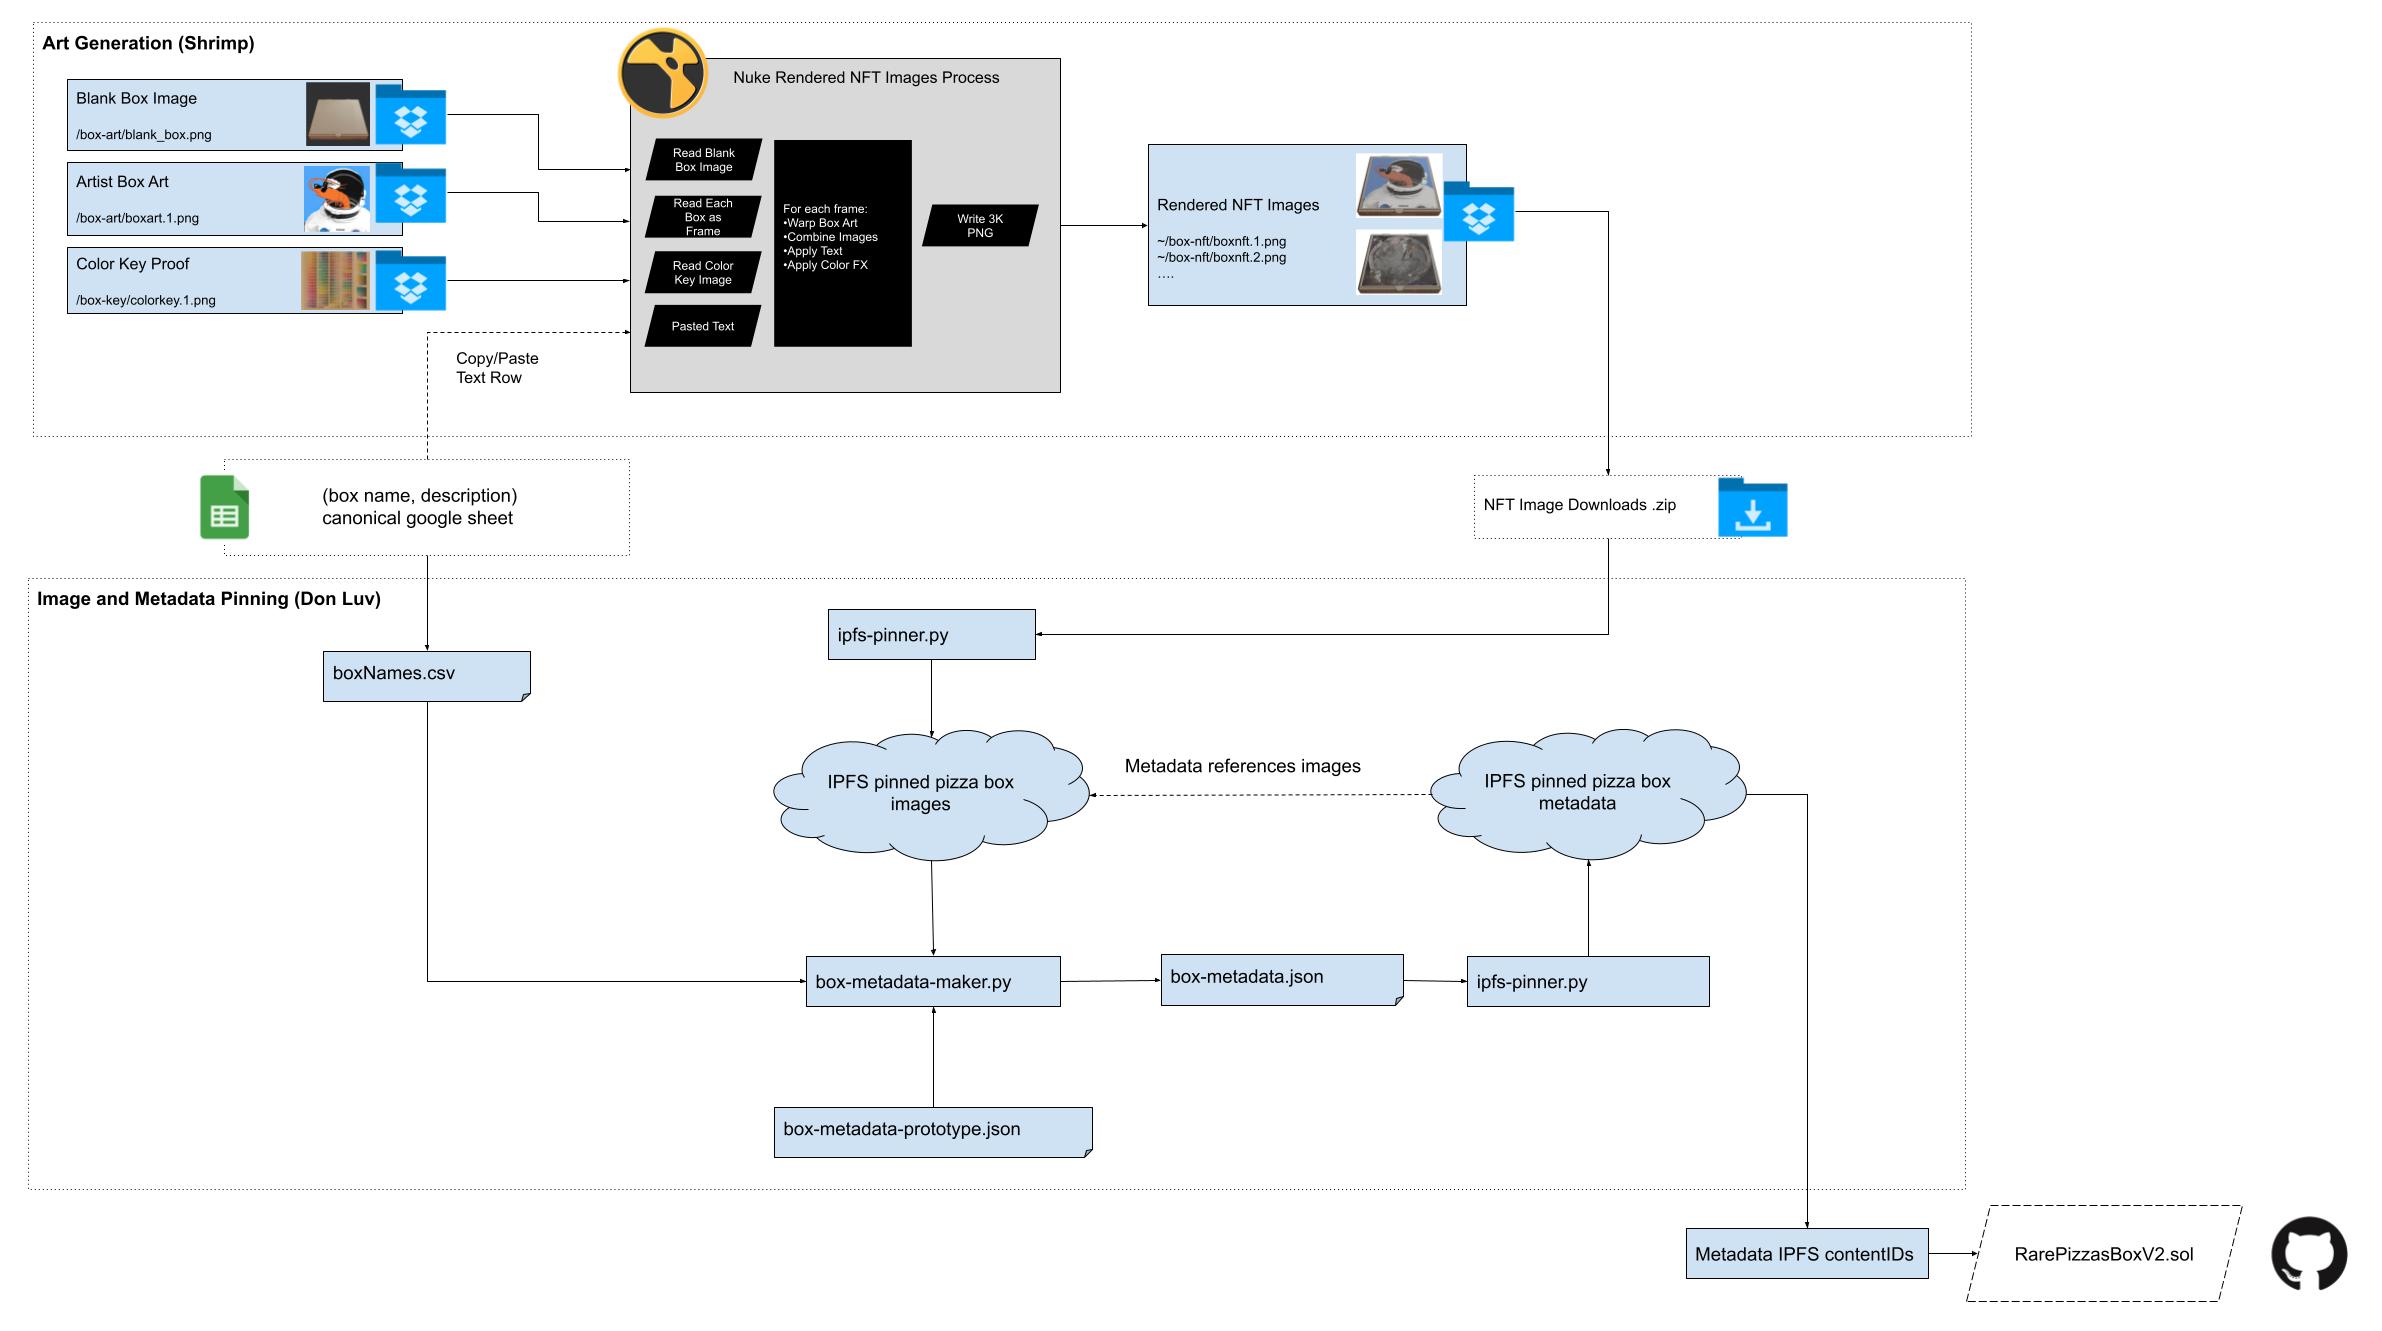 Art Generation (Shrimp)
Blank Box Image
/box-art/blank_box.png
Artist Box Art
/box-art/boxart.1.png
Color Key Proof
/box-key/colorkey.1.png
Copy/Paste
Text Row
Nuke Rendered NFT Images Process
Read Blank
Box Image
Read Each
Box as
Frame
Read Color
Key Image
Pasted Text
For each frame:
•Warp Box Art
•Combine Images
•Apply Text
•Apply Color FX
Write 3K
PNG
Rendered NFT Images
~/box-nft/boxnft.1.png
~/box-nft/boxnft.2.png
....
(box name, description)
canonical google sheet
NFT Image Downloads .zip
Image and Metadata Pinning (Don Luv)
boxNames.csv
ipfs-pinner.py
IPFS pinned pizza box
images
Metadata references images
IPFS pinned pizza box
metadata
box-metadata-maker.py
box-metadata.json
ipfs-pinner.py
box-metadata-prototype.json
Metadata IPFS contentIDs
RarePizzasBoxV2.sol